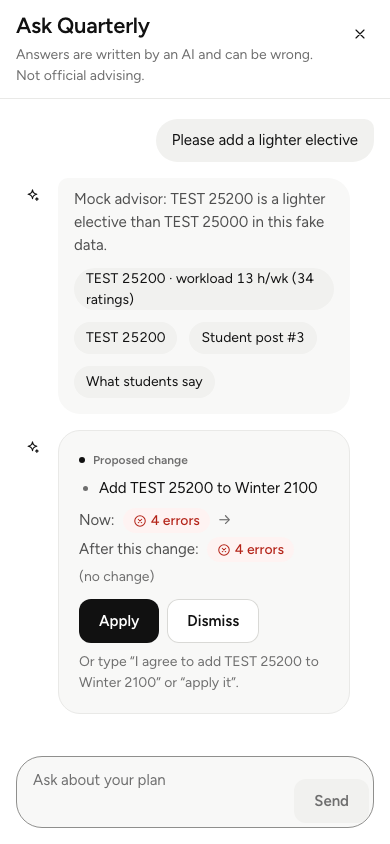 Ask Quarterly
Answers are written by an AI and can be wrong.
Not official advising.
Please add a lighter elective
Mock advisor: TEST 25200 is a lighter
elective than TEST 25000 in this fake
data.
TEST 25200 · workload 13 h/wk (34
ratings)
TEST 25200
Student post #3
What students say
Proposed change
Add TEST 25200 to Winter 2100
Now: 4 errors →
After this change: 4 errors
(no change)
Apply
Dismiss
Or type “I agree to add TEST 25200 to
Winter 2100” or “apply it”.
Ask about your plan
Send